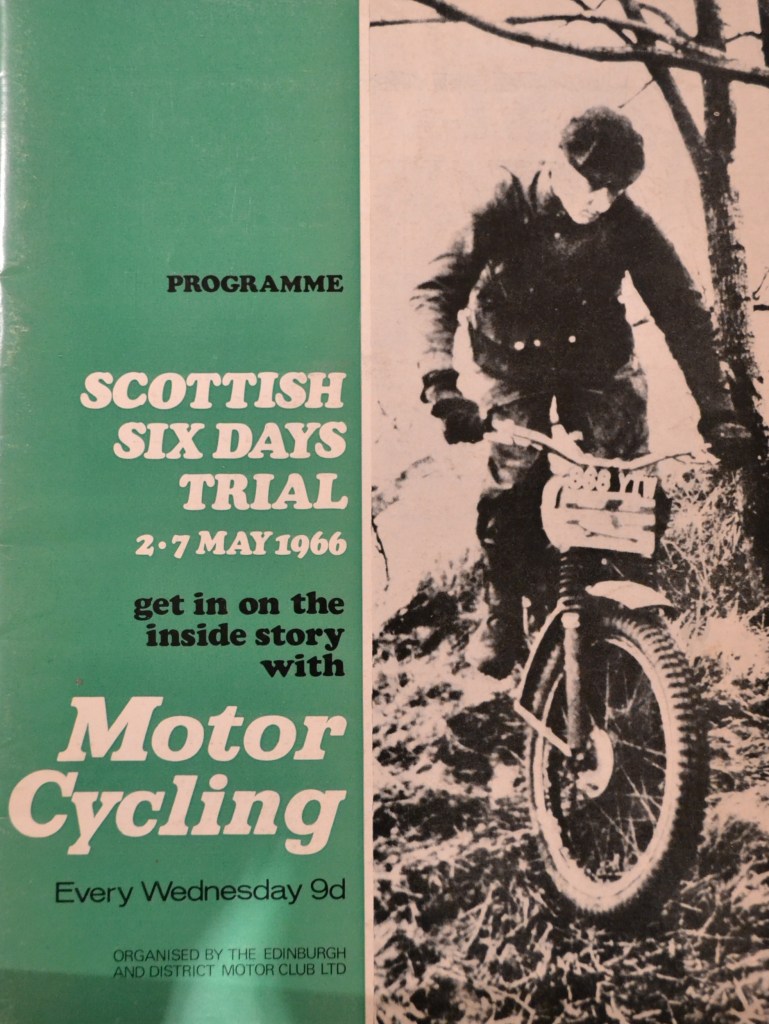 PROGRAMME
SCOTTISH
SIX DAYS
TRIAL
2·7 MAY 1966
get in on the
inside story
with
Motor
Cycling
Every Wednesday 9d
ORGANISED BY THE EDINBURGH
AND DISTRICT MOTOR CLUB LTD